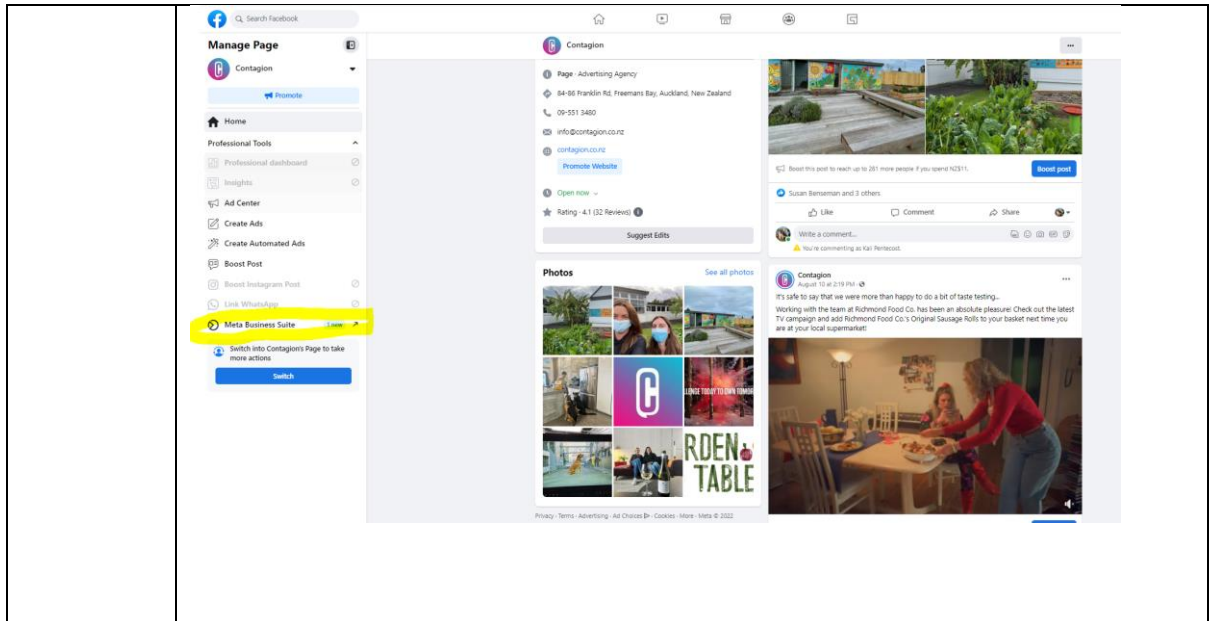 Search Facebook
Manage Page
Contagion
Promote
Home
Professional Tools
Professional dashboard
Insights
Ad Center
Create Ads
Create Automated Ads
Boost Post
Boost Instagram Post
Link WhatsApp
Meta Business Suite 1 new
Switch into Contagion's Page to take
more actions
Switch
Contagion
Page · Advertising Agency
84-86 Franklin Rd, Freemans Bay, Auckland, New Zealand
09-551 3480
info@contagion.co.nz
contagion.co.nz
Promote Website
Open now
Rating · 4.1 (32 Reviews)
Suggest Edits
Photos See all photos
RDEN
TABLE
Privacy · Terms · Advertising · Ad Choices · Cookies · More · Meta © 2022
Boost this post to reach up to 281 more people if you spend NZ$11.
Boost post
Susan Benseman and 3 others
Like Comment Share
Write a comment...
You're commenting as Kali Pentecost.
Contagion
August 10 at 2:19 PM
It's safe to say that we were more than happy to do a bit of taste testing...
Working with the team at Richmond Food Co. has been an absolute pleasure! Check out the latest
TV campaign and add Richmond Food Co.'s Original Sausage Rolls to your basket next time you
are at your local supermarket!